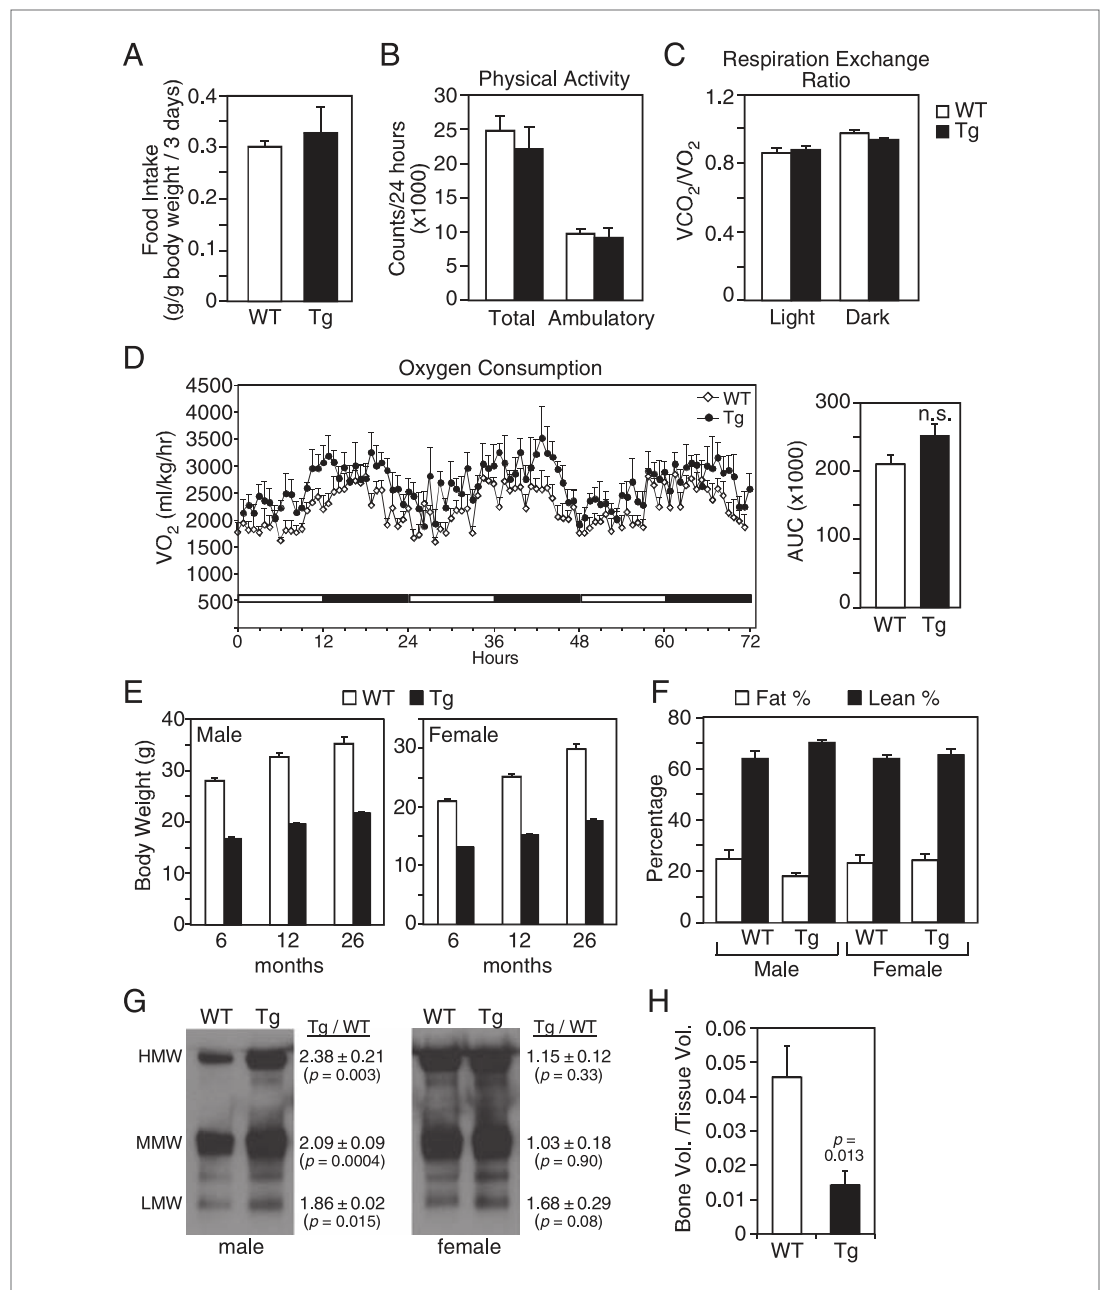 A
Food Intake
(g/g body weight / 3 days)
0.4
0.3
0.2
0.1
0
WT Tg
B
Physical Activity
Counts/24 hours
(x1000)
30
25
20
15
10
5
0
Total Ambulatory
C
Respiration Exchange
Ratio
VCO2/VO2
1.2
0.8
0.4
0
Light Dark
WT
Tg
D
Oxygen Consumption
VO2 (ml/kg/hr)
4500
4000
3500
3000
2500
2000
1500
1000
500
0 12 24 36 48 60 72
Hours
WT
Tg
AUC (x1000)
300
200
100
0
n.s.
WT Tg
E
WT Tg
Body Weight (g)
Male
40
30
20
10
0
6 12 26
months
Female
30
20
10
0
6 12 26
months
F
Fat % Lean %
Percentage
80
60
40
20
0
WT Tg WT Tg
Male Female
G
WT Tg
Tg / WT
HMW
2.38 ± 0.21
(p = 0.003)
MMW
2.09 ± 0.09
(p = 0.0004)
LMW
1.86 ± 0.02
(p = 0.015)
male
WT Tg
Tg / WT
1.15 ± 0.12
(p = 0.33)
1.03 ± 0.18
(p = 0.90)
1.68 ± 0.29
(p = 0.08)
female
H
Bone Vol. /Tissue Vol.
0.06
0.05
0.04
0.03
0.02
0.01
0
p =
0.013
WT Tg